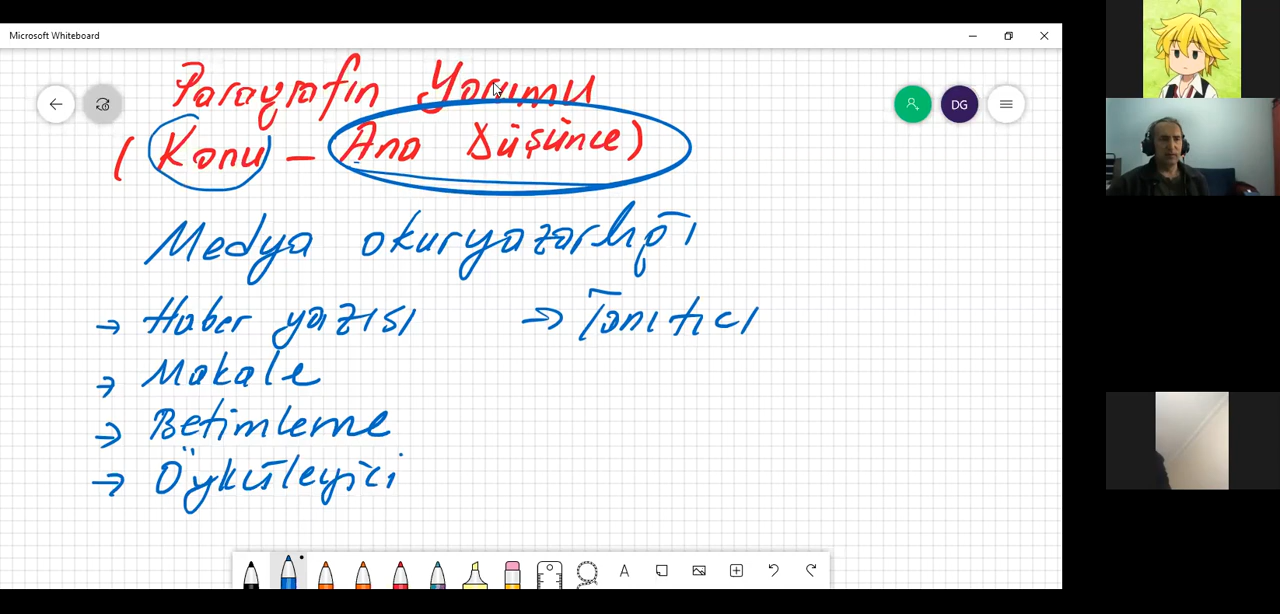 Microsoft Whiteboard
Paragrafın Yorumu
(Konu - Ana Düşünce)
DG
Medya okuryazarlığı
→ Haber yazısı → Tanıtıcı
→ Makale
→ Betimleme
→ Öyküleyici
A